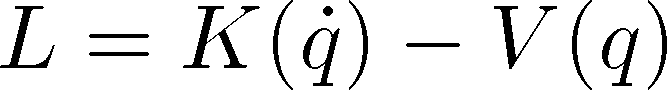 L = K(q̇) − V(q)